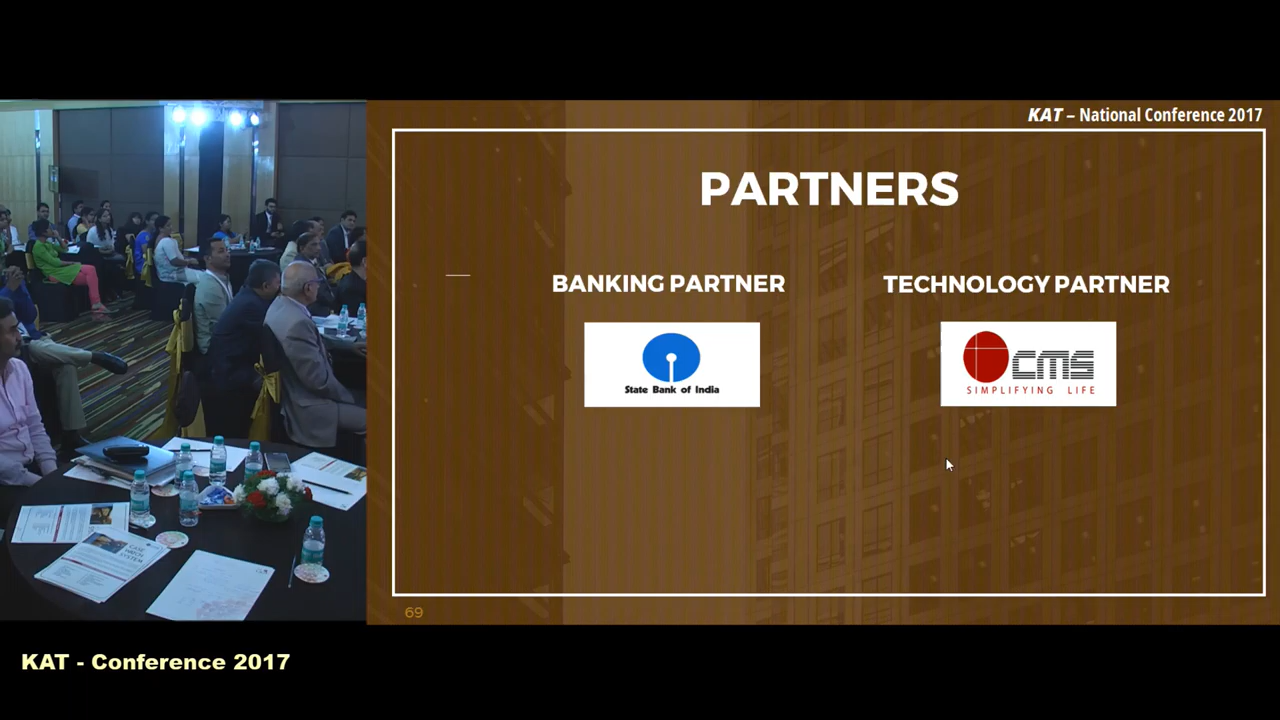 KAT – National Conference 2017
PARTNERS
BANKING PARTNER
TECHNOLOGY PARTNER
State Bank of India
CMS
SIMPLIFYING LIFE
69
KAT - Conference 2017